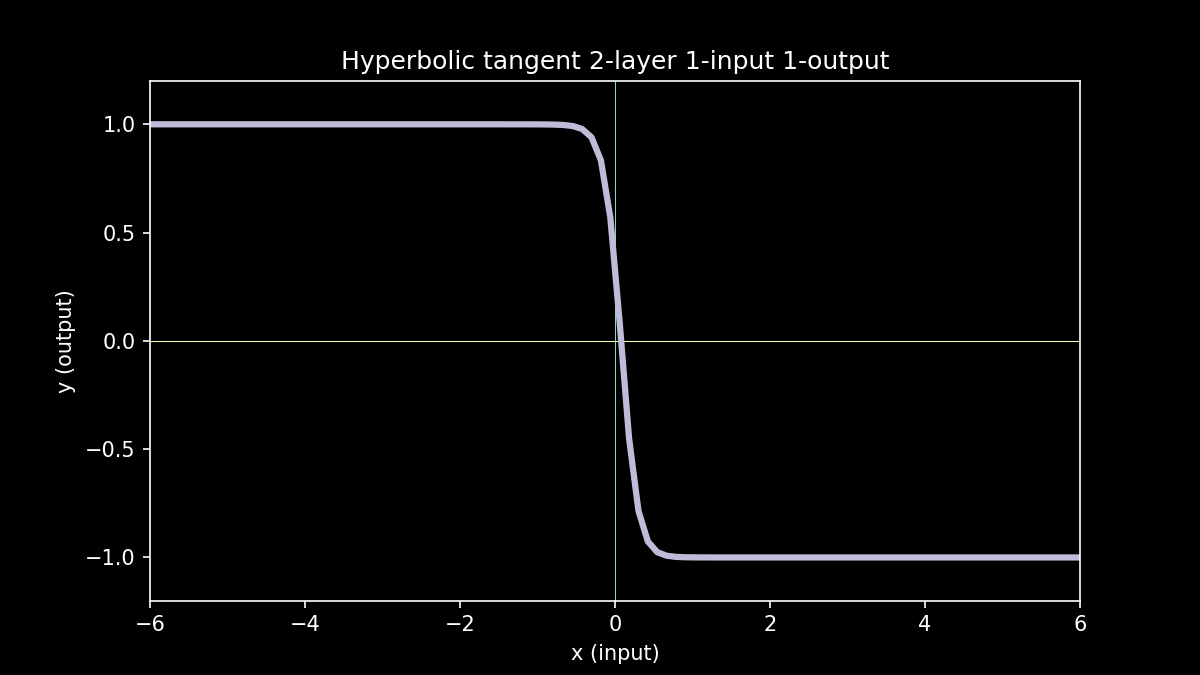 Hyperbolic tangent 2-layer 1-input 1-output
1.0
0.5
0.0
−0.5
−1.0
y (output)
−6 −4 −2 0 2 4 6
x (input)